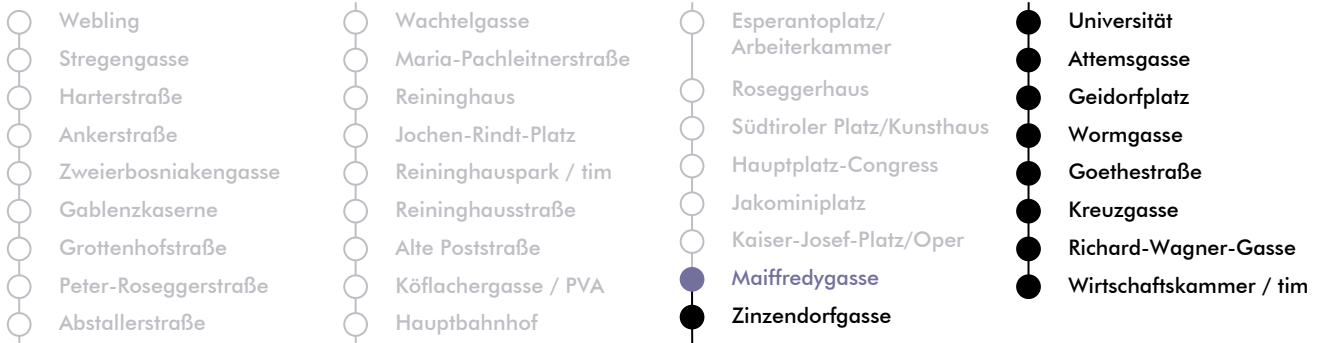 Webling
Stregengasse
Harterstraße
Ankerstraße
Zweierbosniakengasse
Gablenzkaserne
Grottenhofstraße
Peter-Roseggerstraße
Abstallerstraße
Wachtelgasse
Maria-Pachleitnerstraße
Reininghaus
Jochen-Rindt-Platz
Reininghauspark / tim
Reininghausstraße
Alte Poststraße
Köflachergasse / PVA
Hauptbahnhof
Esperantoplatz/
Arbeiterkammer
Roseggerhaus
Südtiroler Platz/Kunsthaus
Hauptplatz-Congress
Jakominiplatz
Kaiser-Josef-Platz/Oper
Maiffredygasse
Zinzendorfgasse
Universität
Attemsgasse
Geidorfplatz
Wormgasse
Goethestraße
Kreuzgasse
Richard-Wagner-Gasse
Wirtschaftskammer / tim